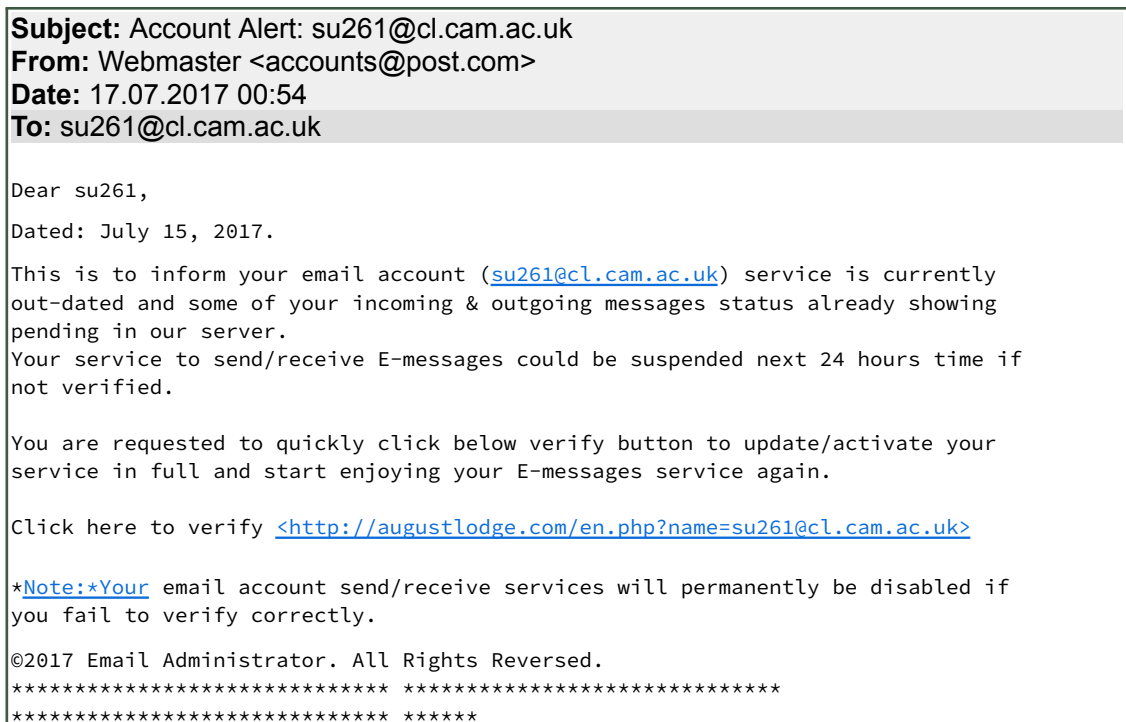 Subject: Account Alert: su261@cl.cam.ac.uk
From: Webmaster <accounts@post.com>
Date: 17.07.2017 00:54
To: su261@cl.cam.ac.uk
Dear su261,
Dated: July 15, 2017.
This is to inform your email account (su261@cl.cam.ac.uk) service is currently
out-dated and some of your incoming & outgoing messages status already showing
pending in our server.
Your service to send/receive E-messages could be suspended next 24 hours time if
not verified.
You are requested to quickly click below verify button to update/activate your
service in full and start enjoying your E-messages service again.
Click here to verify <http://augustlodge.com/en.php?name=su261@cl.cam.ac.uk>
*Note:*Your email account send/receive services will permanently be disabled if
you fail to verify correctly.
©2017 Email Administrator. All Rights Reversed.
****************************** ******************************
****************************** ******